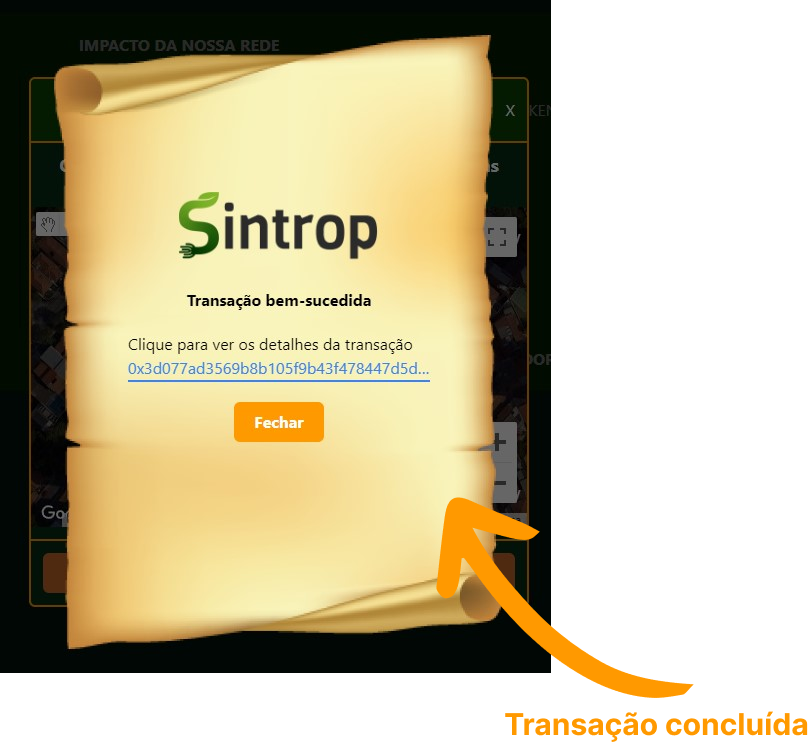 IMPACTO DA NOSSA REDE
X
Sintrop
Transação bem-sucedida
Clique para ver os detalhes da transação
0x3d077ad3569b8b105f9b43f478447d5d...
Fechar
Transação concluída